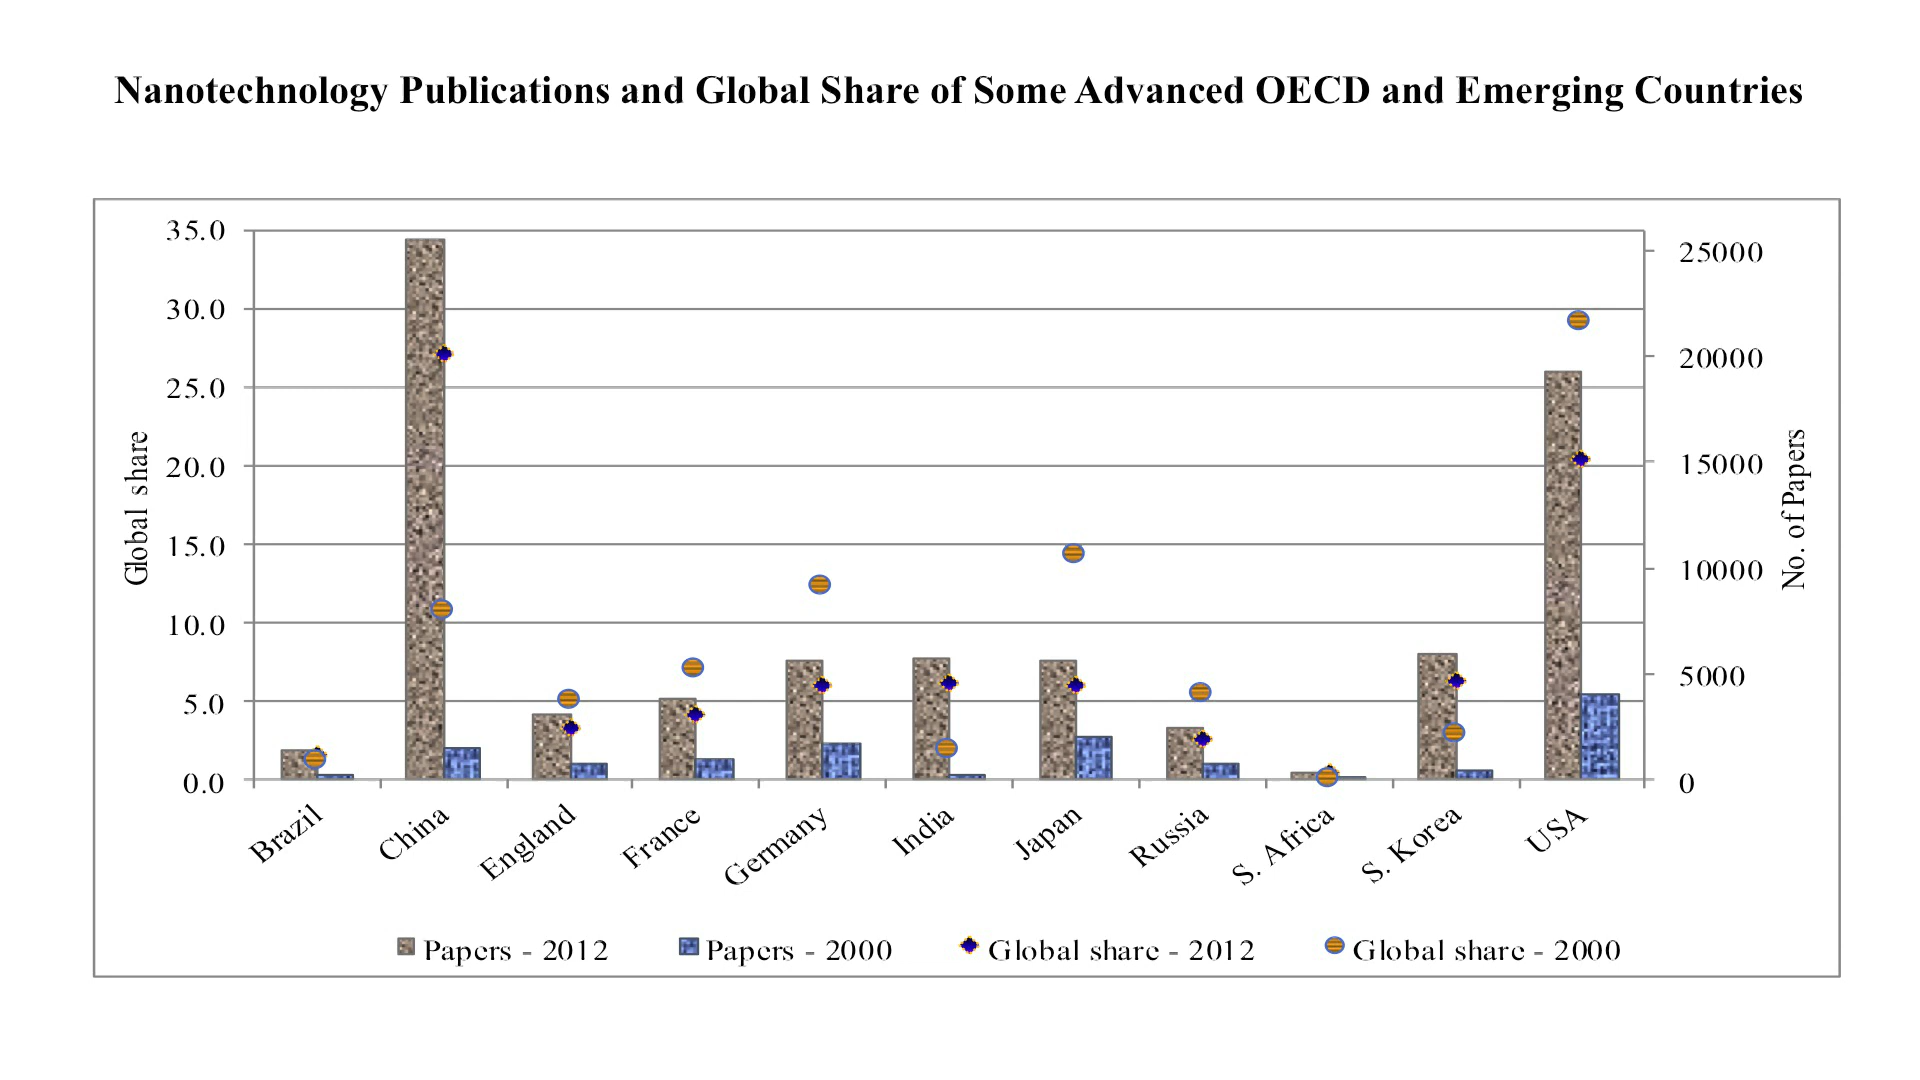 Nanotechnology Publications and Global Share of Some Advanced OECD and Emerging Countries
35.0
30.0
25.0
20.0
15.0
10.0
5.0
0.0
Global share
25000
20000
15000
10000
5000
0
No. of Papers
Brazil
China
England
France
Germany
India
Japan
Russia
S. Africa
S. Korea
USA
Papers - 2012
Papers - 2000
Global share - 2012
Global share - 2000